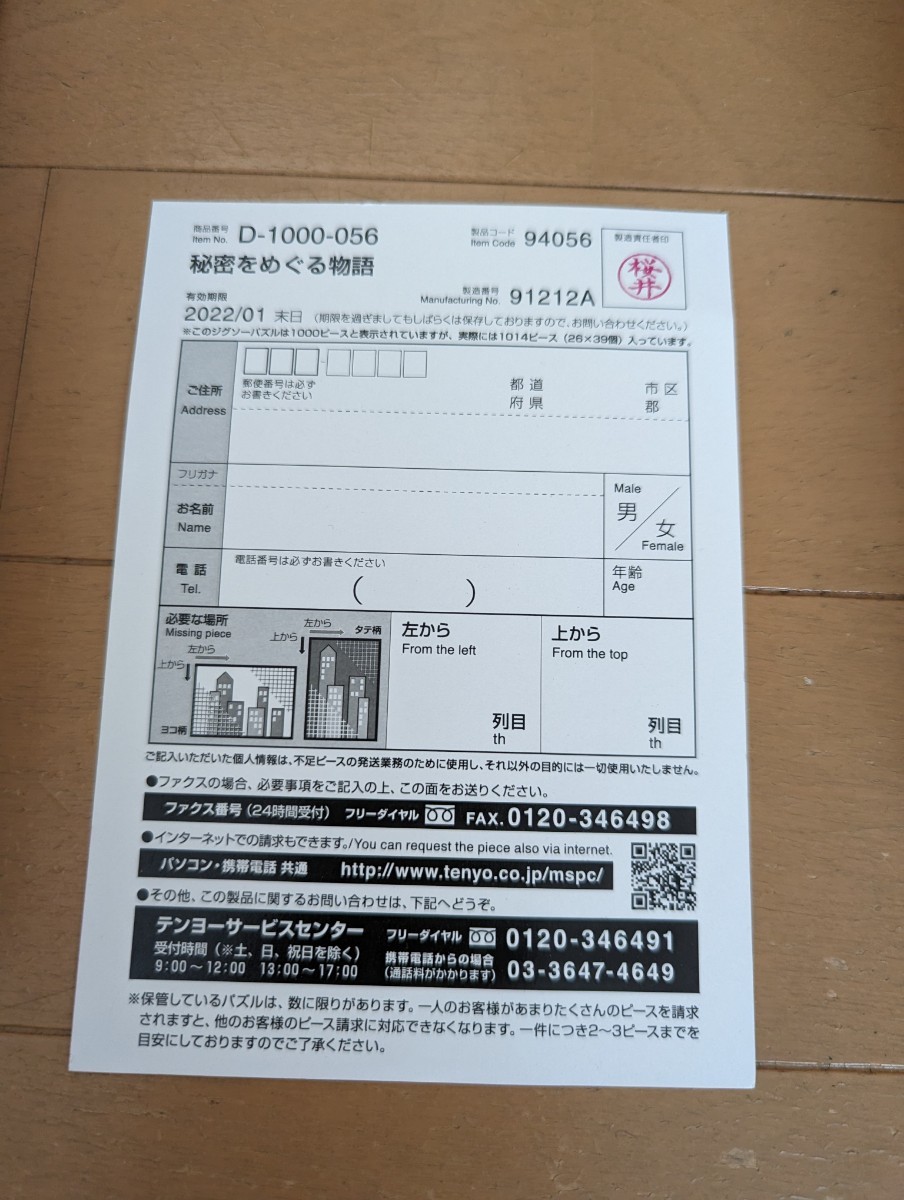 商品番号
Item No. D-1000-056
製品コード
Item Code 94056
製造責任者印
桜井
秘密をめぐる物語
製造番号
Manufacturing No. 91212A
有効期限
2022/01 末日 (期限を過ぎましてもしばらくは保存しておりますので、お問い合わせください。)
※このジグソーパズルは1000ピースと表示されていますが、実際には1014ピース(26×39個)入っています。
ご住所
Address
郵便番号は必ず
お書きください
都道
府県
市区
郡
フリガナ
お名前
Name
Male
男/女
Female
電話
Tel.
電話番号は必ずお書きください
( )
年齢
Age
必要な場所
Missing piece
左から
上から
ヨコ柄
左から
上から
タテ柄
左から
From the left
列目
th
上から
From the top
列目
th
ご記入いただいた個人情報は、不足ピースの発送業務のために使用し、それ以外の目的には一切使用いたしません。
●ファクスの場合、必要事項をご記入の上、この面をお送りください。
ファクス番号(24時間受付) フリーダイヤル FAX.0120-346498
●インターネットでの請求もできます。/You can request the piece also via internet.
パソコン・携帯電話 共通 http://www.tenyo.co.jp/mspc/
●その他、この製品に関するお問い合わせは、下記へどうぞ。
テンヨーサービスセンター
受付時間(※土、日、祝日を除く)
9:00~12:00 13:00~17:00
フリーダイヤル 0120-346491
携帯電話からの場合
(通話料がかかります) 03-3647-4649
※保管しているパズルは、数に限りがあります。一人のお客様があまりたくさんのピースを請求
されますと、他のお客様のピース請求に対応できなくなります。一件につき2~3ピースまでを
目安にしておりますのでご了承ください。